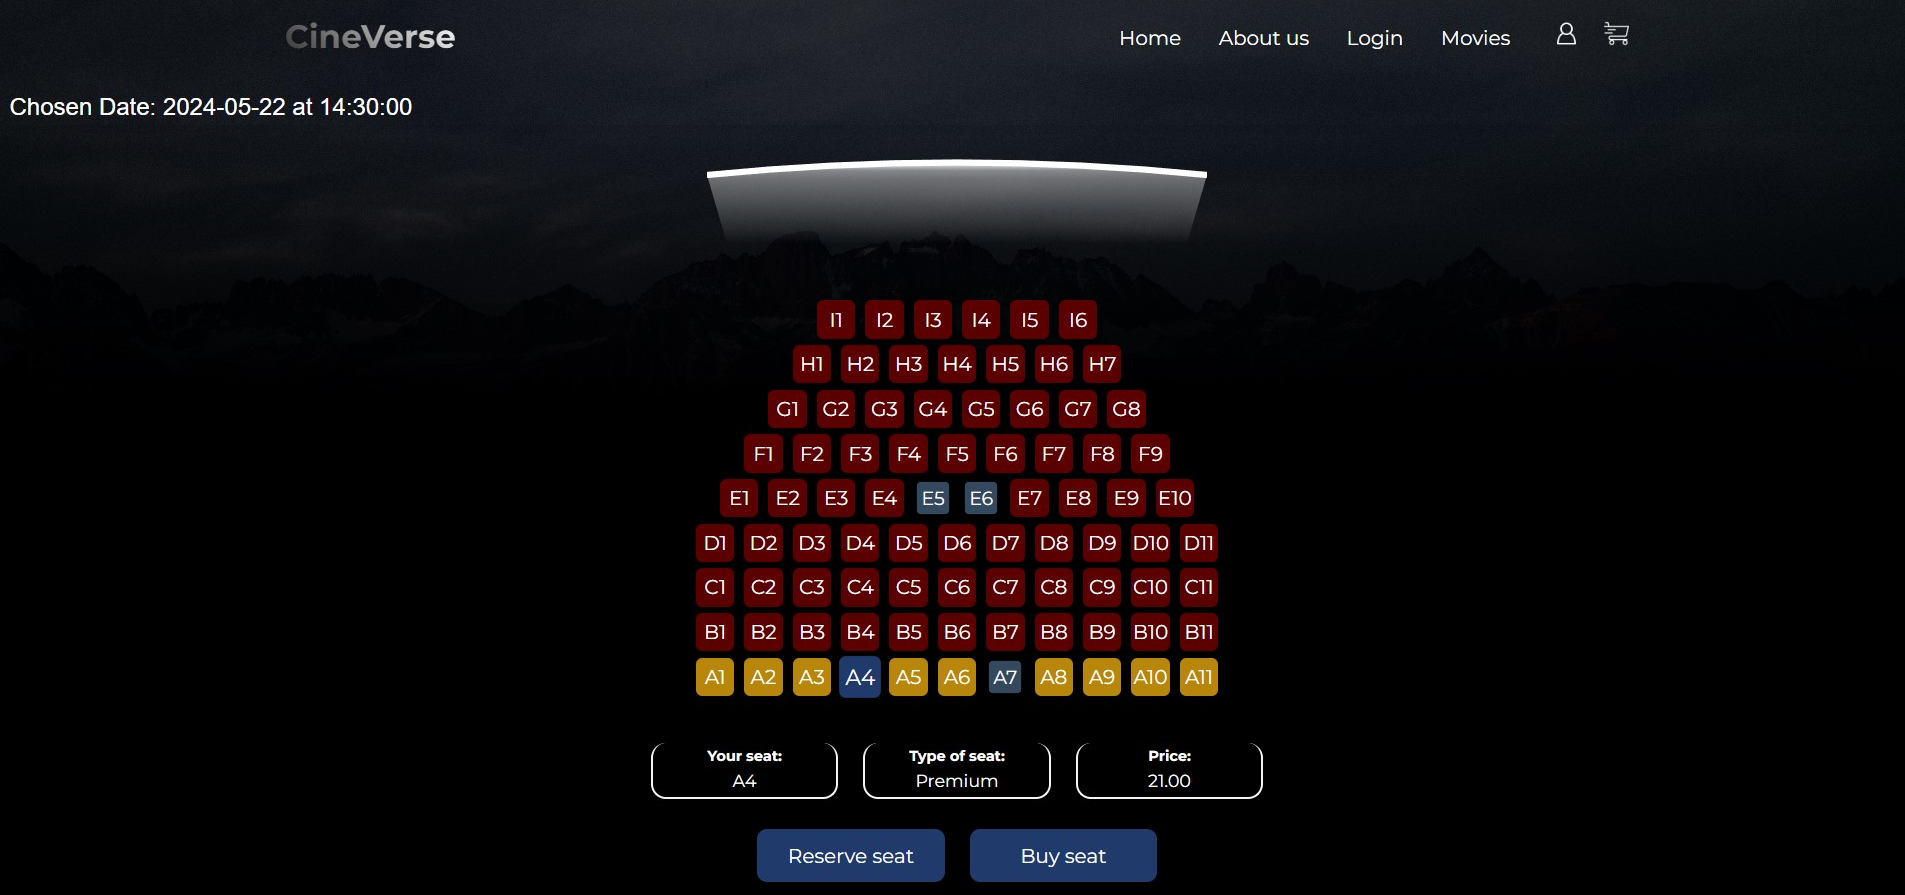 CineVerse Home About us Login Movies
Chosen Date: 2024-05-22 at 14:30:00
I1 I2 I3 I4 I5 I6
H1 H2 H3 H4 H5 H6 H7
G1 G2 G3 G4 G5 G6 G7 G8
F1 F2 F3 F4 F5 F6 F7 F8 F9
E1 E2 E3 E4 E5 E6 E7 E8 E9 E10
D1 D2 D3 D4 D5 D6 D7 D8 D9 D10 D11
C1 C2 C3 C4 C5 C6 C7 C8 C9 C10 C11
B1 B2 B3 B4 B5 B6 B7 B8 B9 B10 B11
A1 A2 A3 A4 A5 A6 A7 A8 A9 A10 A11
Your seat: Type of seat: Price:
A4 Premium 21.00
Reserve seat Buy seat